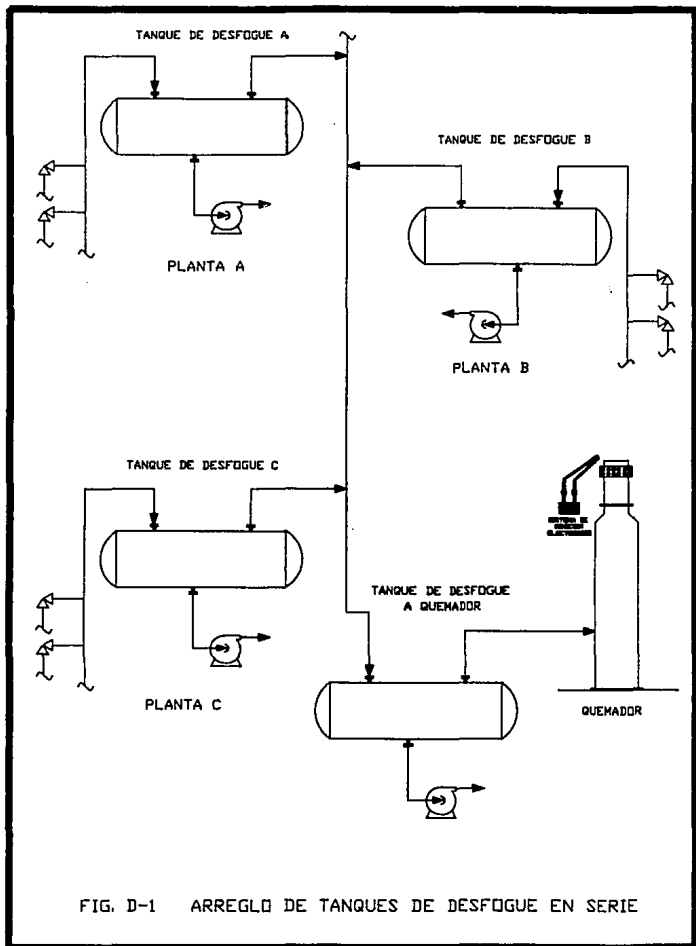 TANQUE DE DESFOGUE A
TANQUE DE DESFOGUE B
PLANTA A
PLANTA B
TANQUE DE DESFOGUE C
TANQUE DE DESFOGUE
A QUEMADOR
PLANTA C
QUEMADOR
FIG. D-1 ARREGLO DE TANQUES DE DESFOGUE EN SERIE